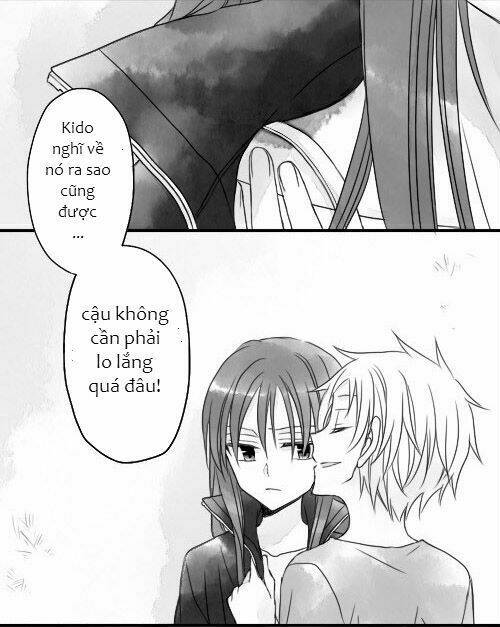 Kido
nghĩ về
nó ra sao
cũng
được
...
cậu không
cần phải
lo lắng
quá đâu!